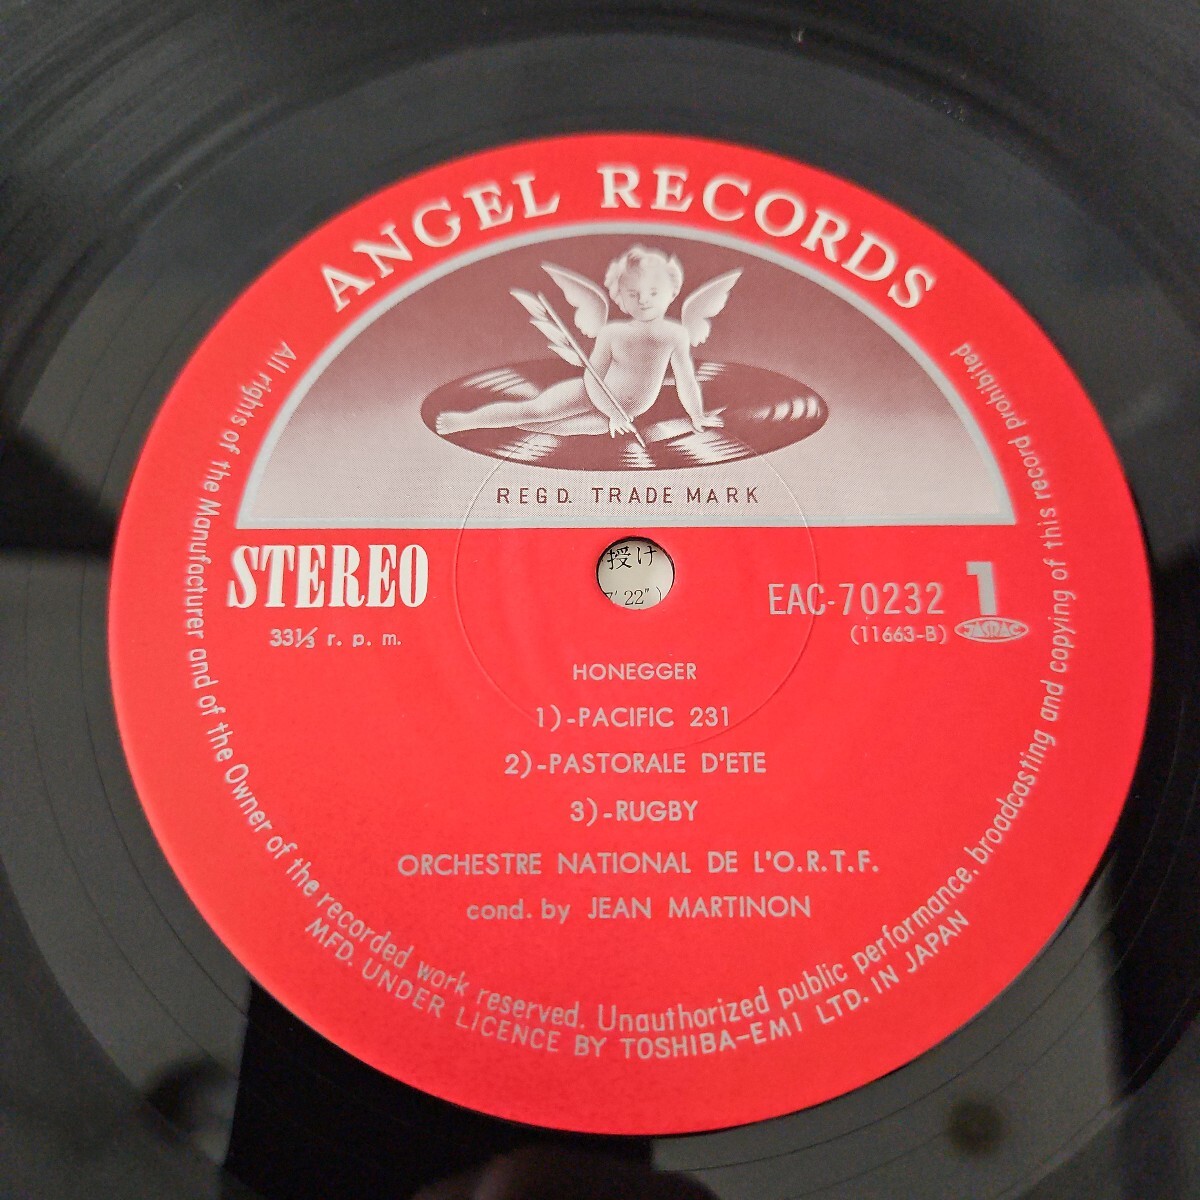 ANGEL RECORDS
REGD. TRADE MARK
STEREO
33⅓ r. p. m.
授け
7′ 22″)
EAC-70232 1
(11663-B) JASRAC
HONEGGER
1)-PACIFIC 231
2)-PASTORALE D'ETE
3)-RUGBY
ORCHESTRE NATIONAL DE L'O.R.T.F.
cond. by JEAN MARTINON
All rights of the Manufacturer and of the Owner of the recorded work reserved. Unauthorized public performance, broadcasting and copying of this record prohibited
MFD. UNDER LICENCE BY TOSHIBA-EMI LTD. IN JAPAN